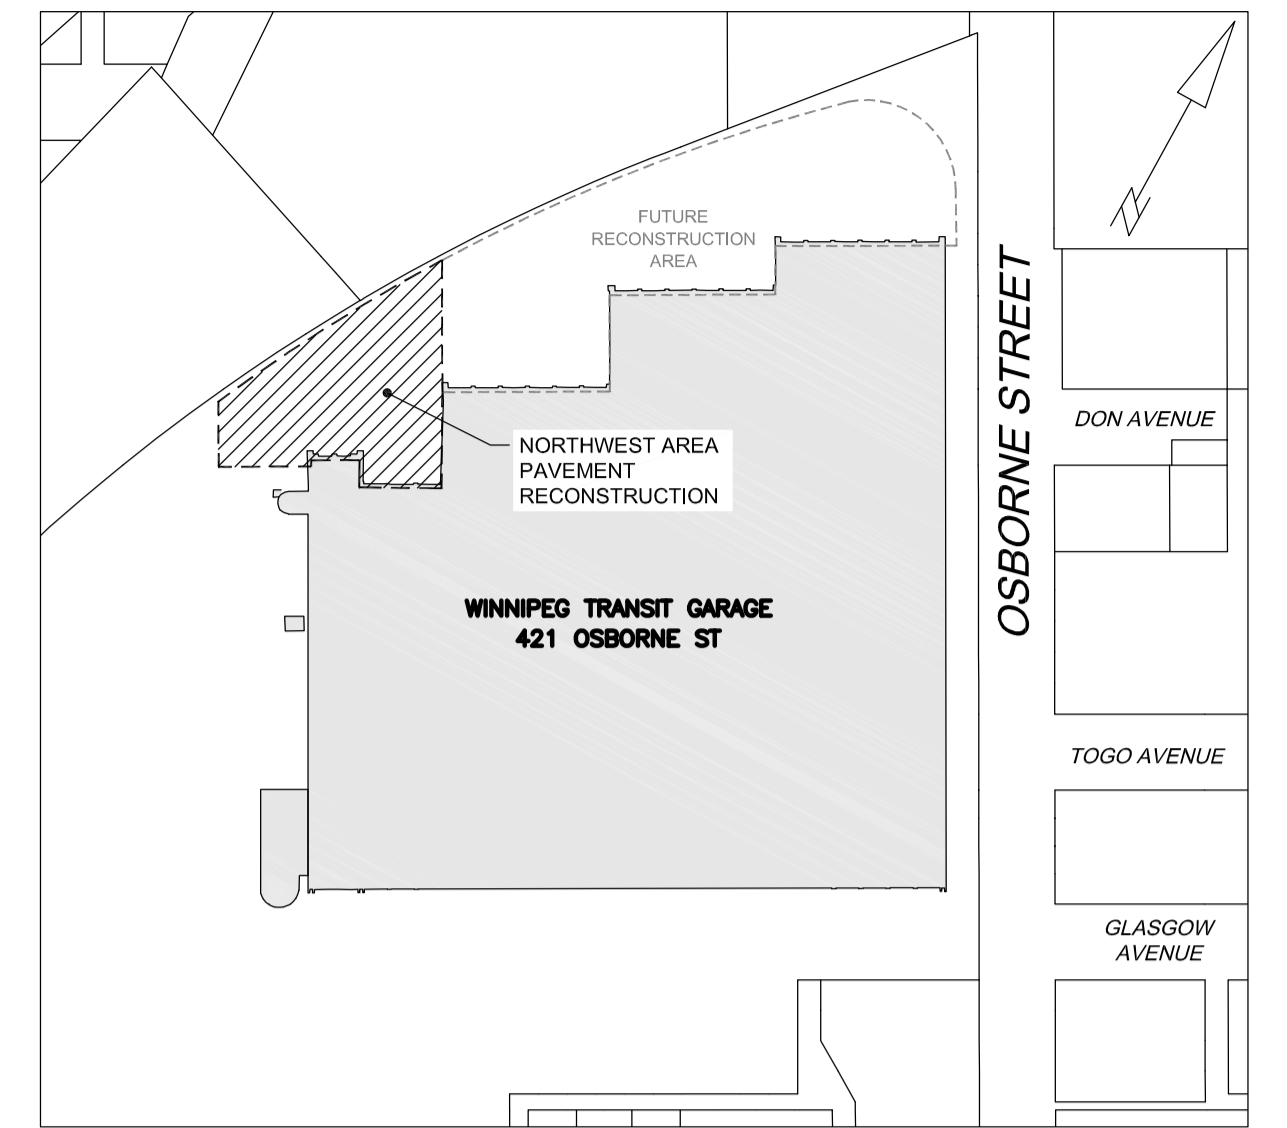 FUTURE
RECONSTRUCTION
AREA
OSBORNE STREET
DON AVENUE
NORTHWEST AREA
PAVEMENT
RECONSTRUCTION
WINNIPEG TRANSIT GARAGE
421 OSBORNE ST
TOGO AVENUE
GLASGOW
AVENUE